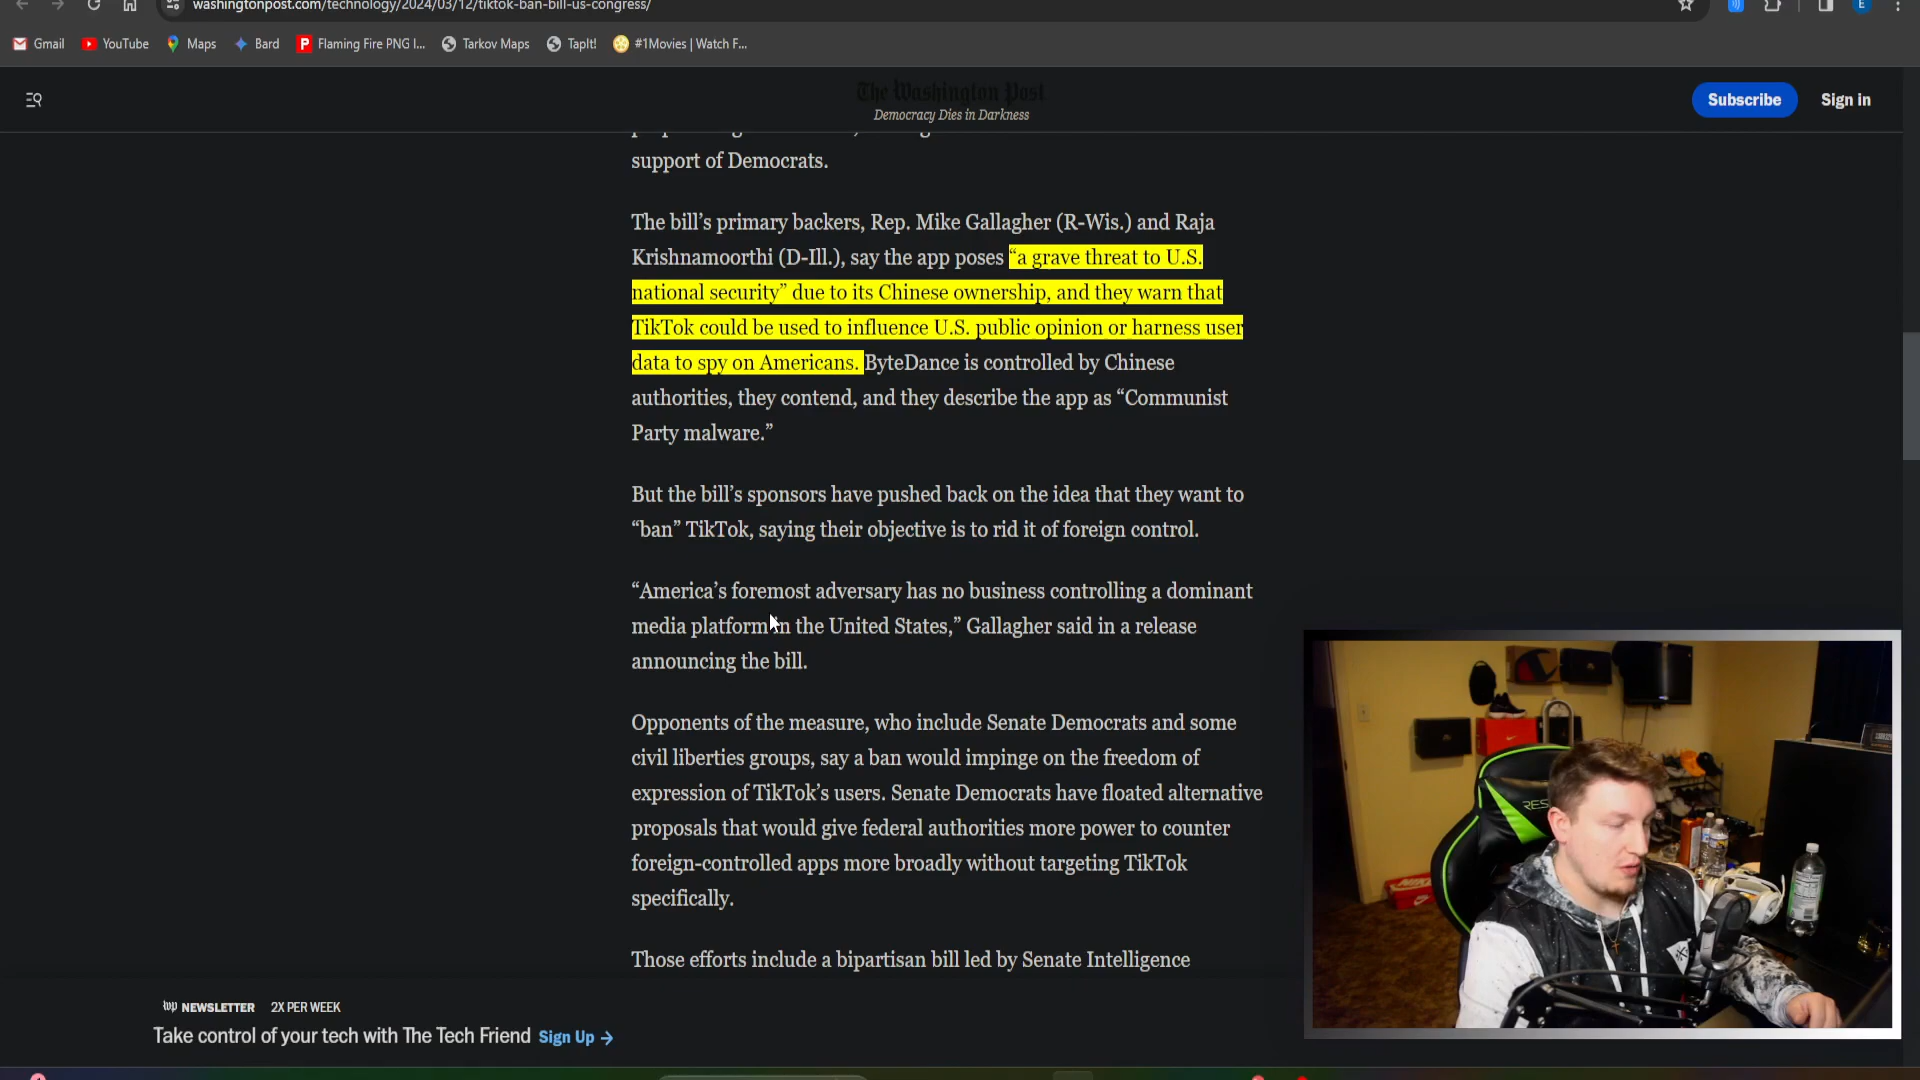 washingtonpost.com/technology/2024/03/12/tiktok-ban-bill-us-congress/
E
Gmail YouTube Maps Bard Flaming Fire PNG I... Tarkov Maps TapIt! #1Movies | Watch F...
The Washington Post
Democracy Dies in Darkness
Subscribe Sign in
support of Democrats.
The bill’s primary backers, Rep. Mike Gallagher (R-Wis.) and Raja
Krishnamoorthi (D-Ill.), say the app poses “a grave threat to U.S.
national security” due to its Chinese ownership, and they warn that
TikTok could be used to influence U.S. public opinion or harness user
data to spy on Americans. ByteDance is controlled by Chinese
authorities, they contend, and they describe the app as “Communist
Party malware.”
But the bill’s sponsors have pushed back on the idea that they want to
“ban” TikTok, saying their objective is to rid it of foreign control.
“America’s foremost adversary has no business controlling a dominant
media platform in the United States,” Gallagher said in a release
announcing the bill.
Opponents of the measure, who include Senate Democrats and some
civil liberties groups, say a ban would impinge on the freedom of
expression of TikTok’s users. Senate Democrats have floated alternative
proposals that would give federal authorities more power to counter
foreign-controlled apps more broadly without targeting TikTok
specifically.
Those efforts include a bipartisan bill led by Senate Intelligence
wp NEWSLETTER 2X PER WEEK
Take control of your tech with The Tech Friend Sign Up →
RES